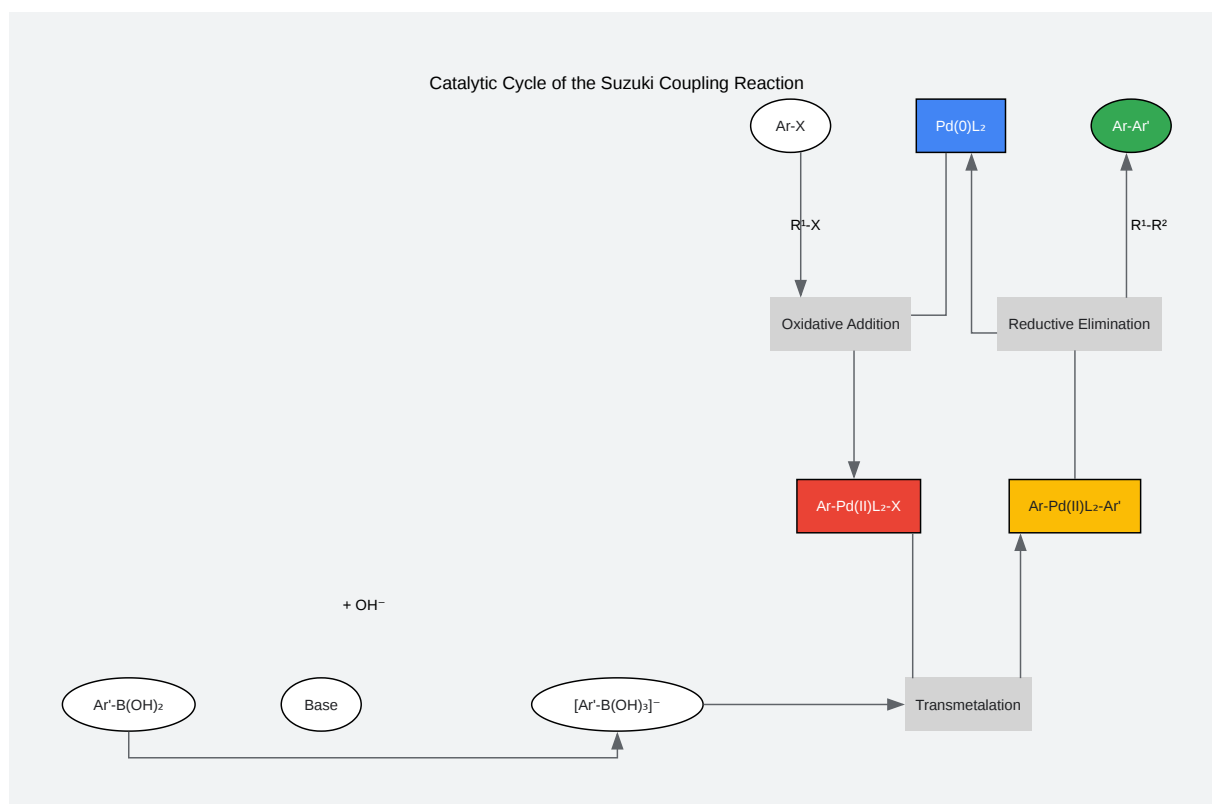 Catalytic Cycle of the Suzuki Coupling Reaction
Ar-X
Pd(0)L₂
Ar-Ar'
R¹-X
R¹-R²
Oxidative Addition
Reductive Elimination
Ar-Pd(II)L₂-X
Ar-Pd(II)L₂-Ar'
+ OH⁻
Ar'-B(OH)₂
Base
[Ar'-B(OH)₃]⁻
Transmetalation